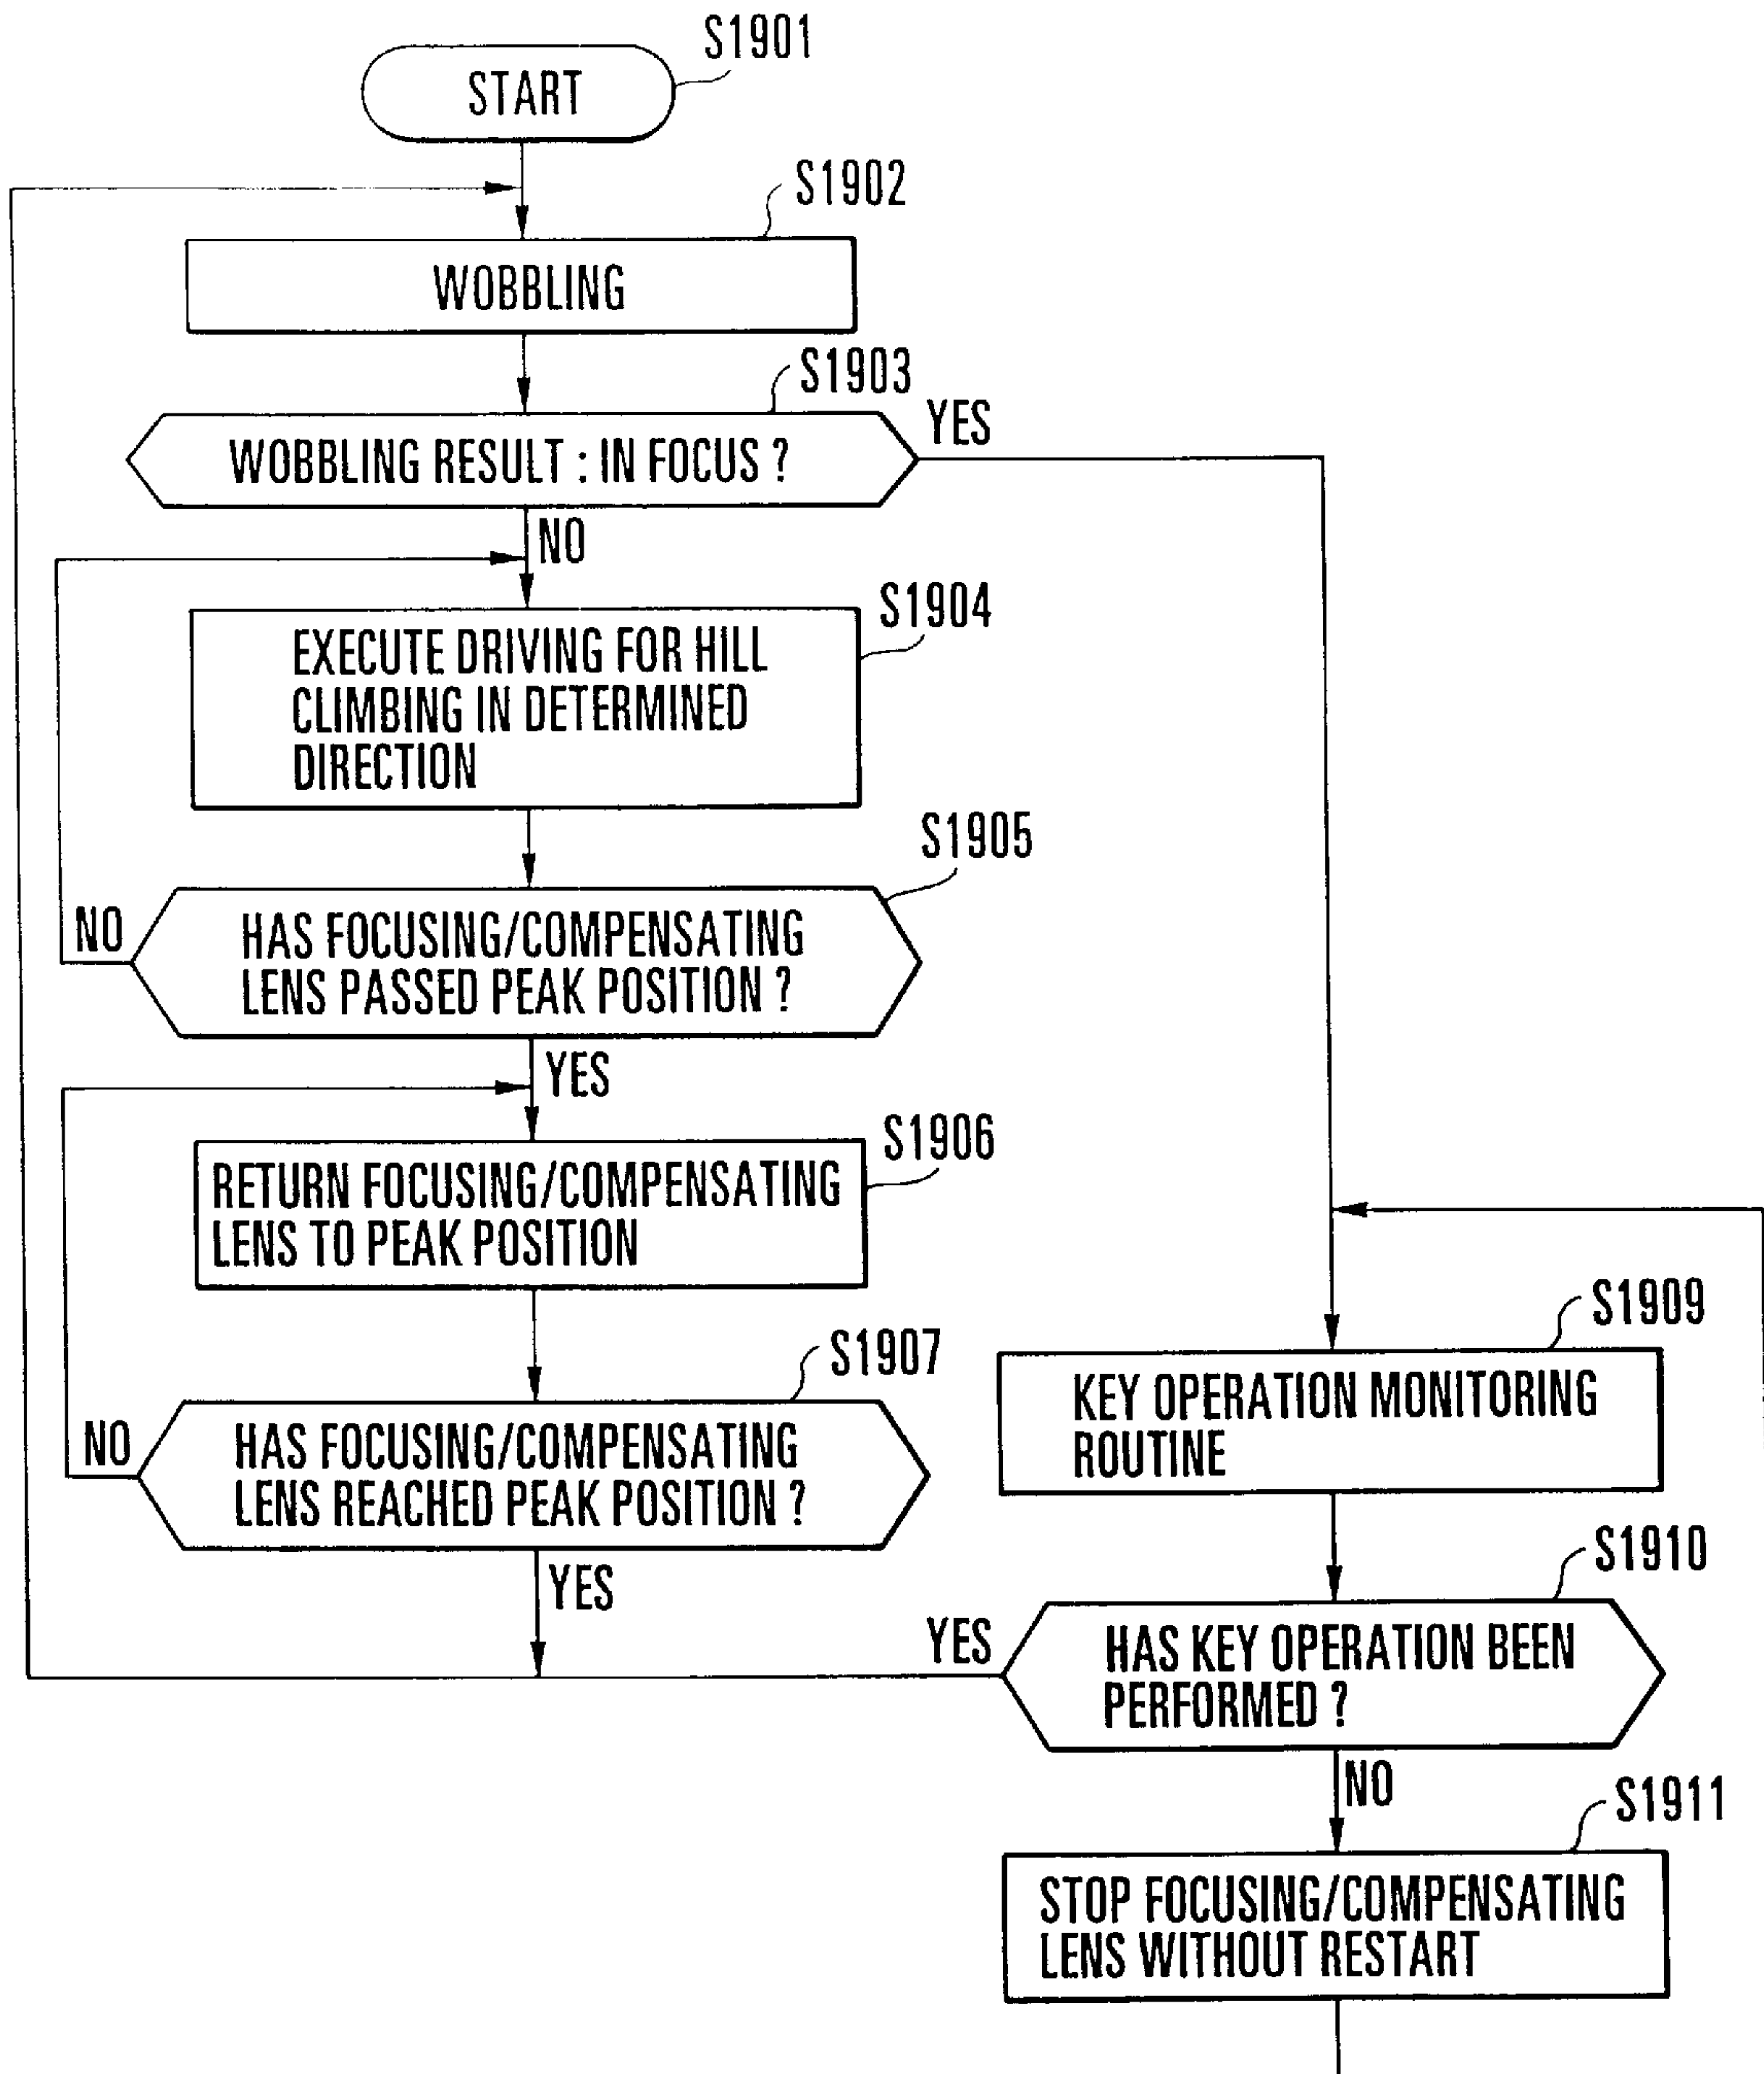 S1901
START
S1902
WOBBLING
S1903
WOBBLING RESULT : IN FOCUS ?
YES
NO
S1904
EXECUTE DRIVING FOR HILL
CLIMBING IN DETERMINED
DIRECTION
S1905
NO
HAS FOCUSING/COMPENSATING
LENS PASSED PEAK POSITION ?
YES
S1906
RETURN FOCUSING/COMPENSATING
LENS TO PEAK POSITION
S1907
NO
HAS FOCUSING/COMPENSATING
LENS REACHED PEAK POSITION ?
YES
S1909
KEY OPERATION MONITORING
ROUTINE
S1910
YES
HAS KEY OPERATION BEEN
PERFORMED ?
NO
S1911
STOP FOCUSING/COMPENSATING
LENS WITHOUT RESTART